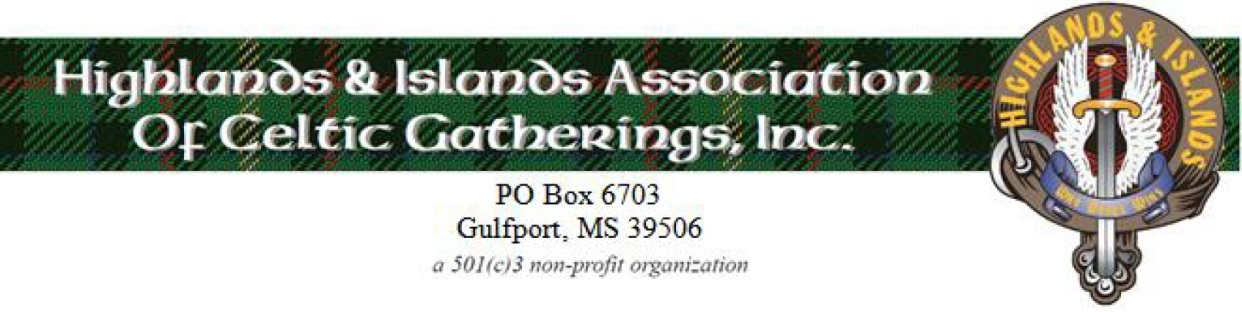 Highlands & Islands Association
Of Celtic Gatherings, Inc.
HIGHLANDS & ISLANDS
PO Box 6703
Gulfport, MS 39506
a 501(c)3 non-profit organization